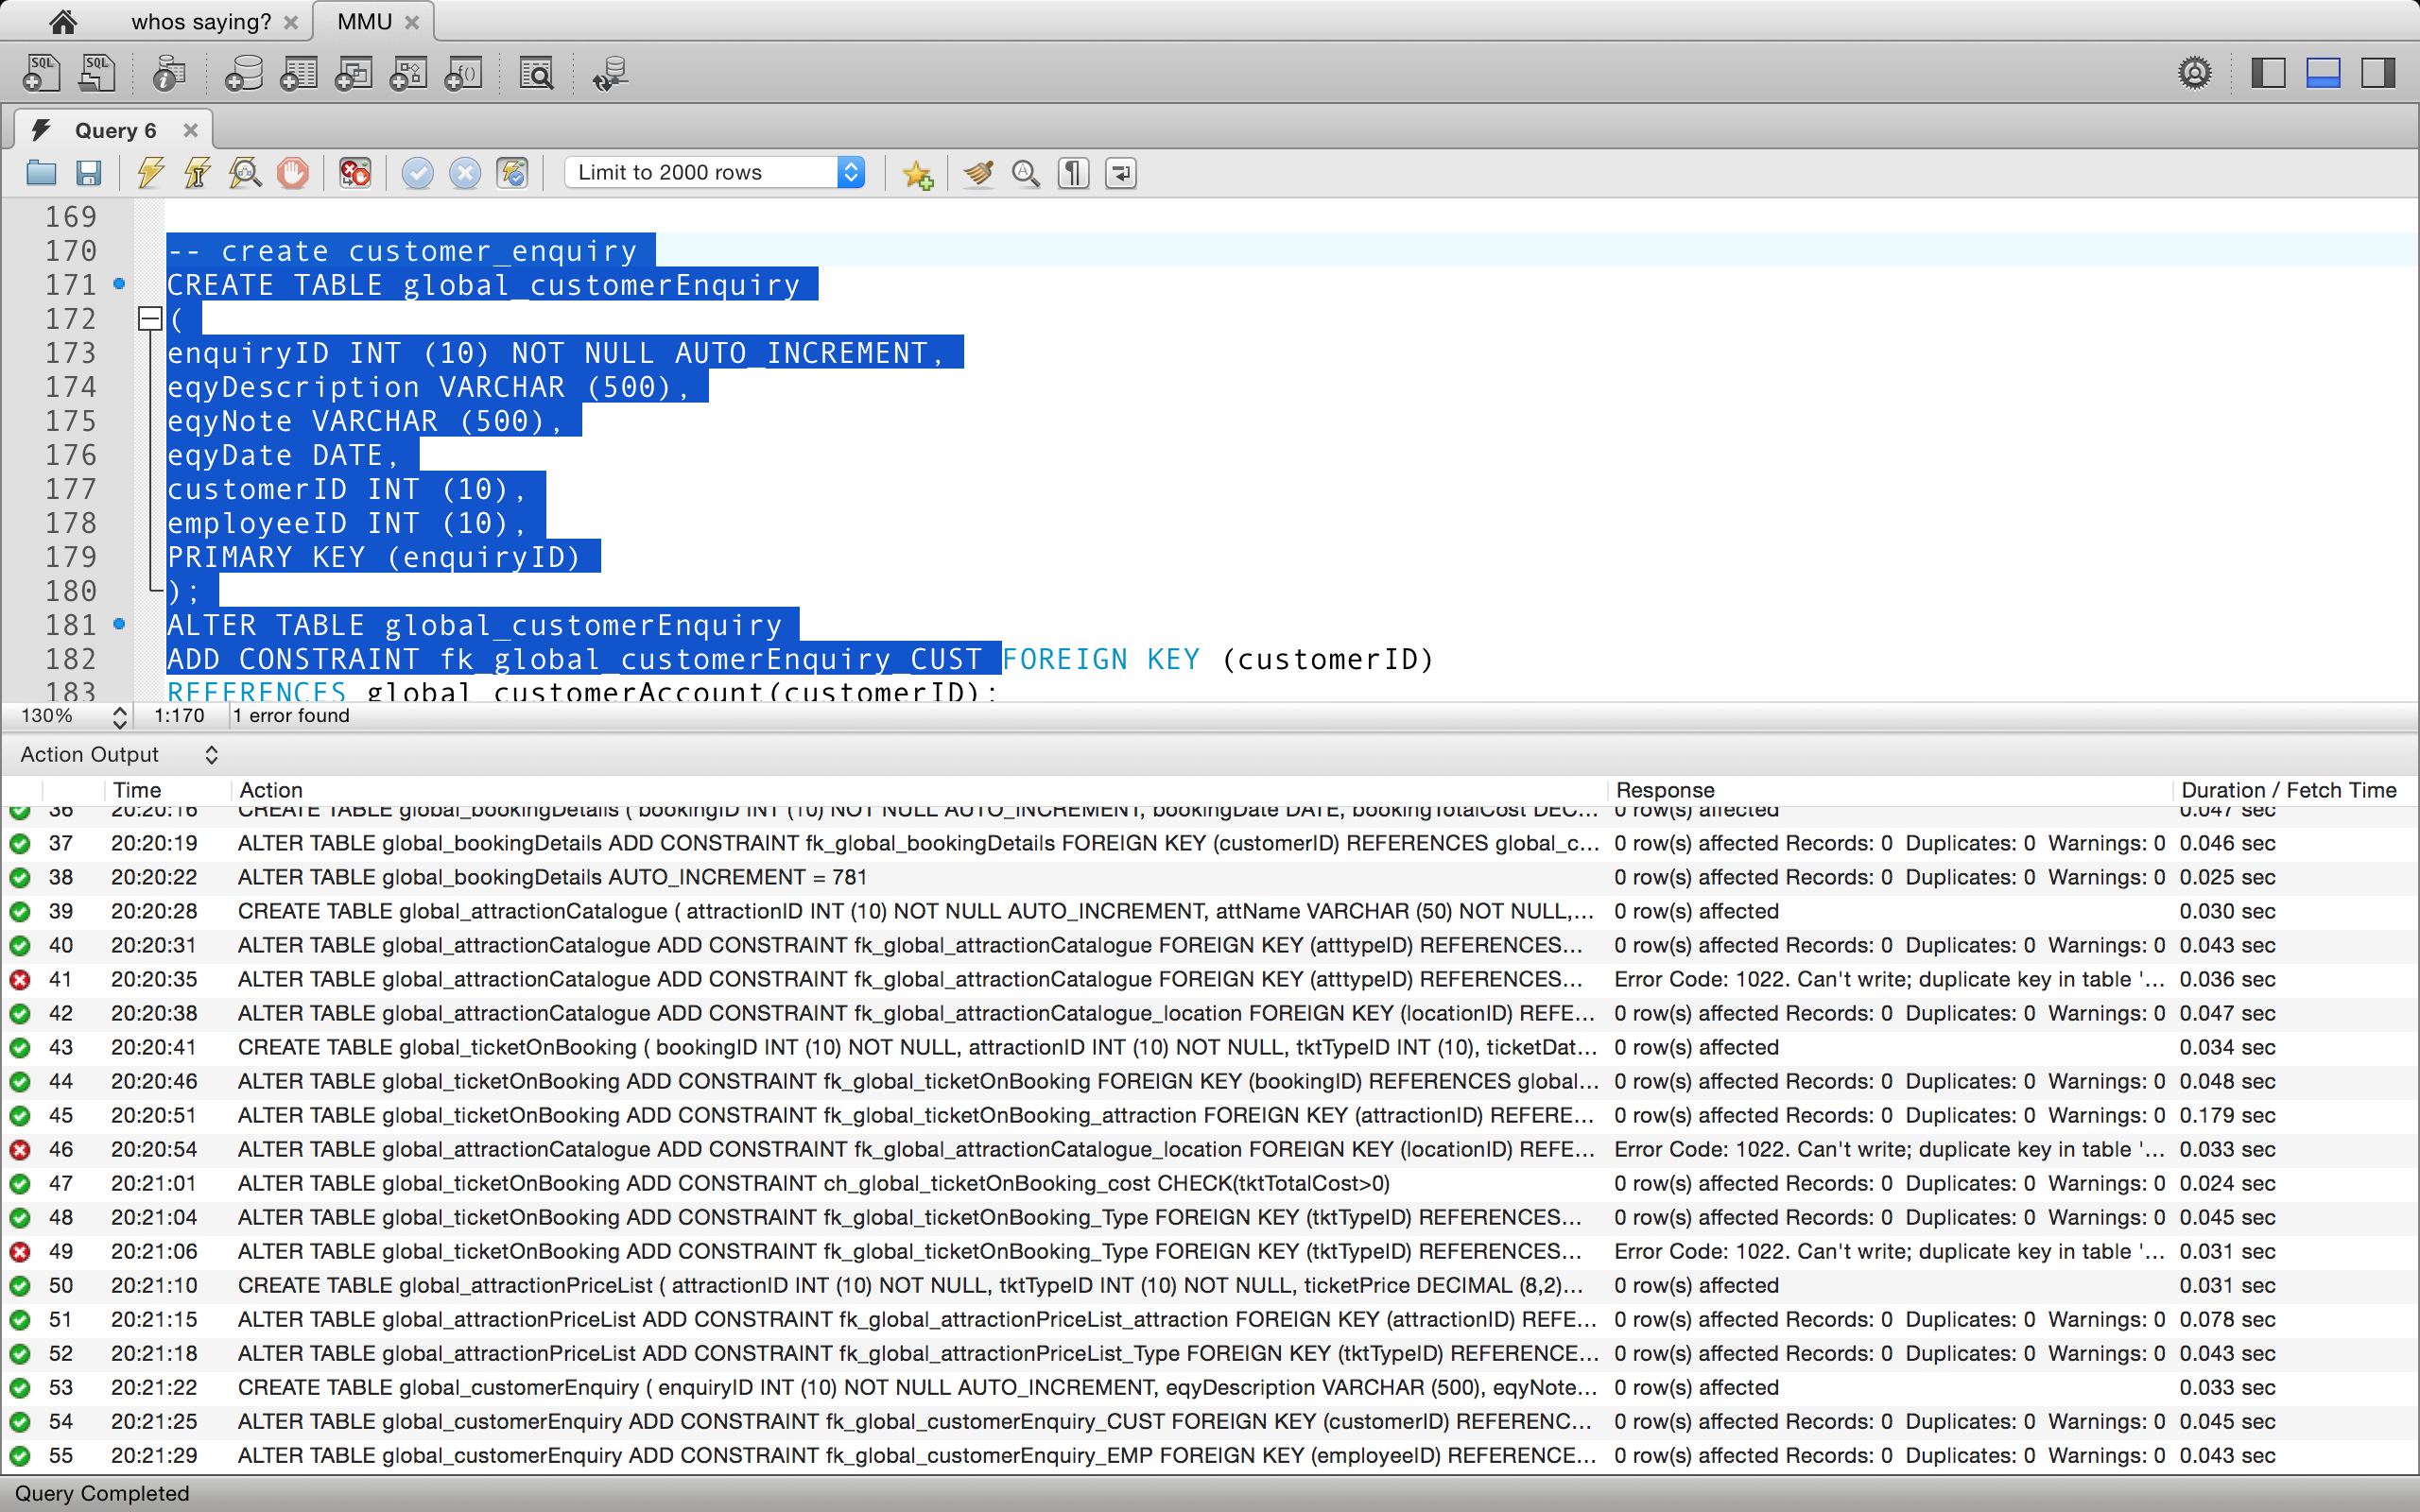 whos saying?
MMU
SQL
SQL
Query 6
Limit to 2000 rows
169
170 -- create customer_enquiry
171 CREATE TABLE global_customerEnquiry
172 (
173 enquiryID INT (10) NOT NULL AUTO_INCREMENT,
174 eqyDescription VARCHAR (500),
175 eqyNote VARCHAR (500),
176 eqyDate DATE,
177 customerID INT (10),
178 employeeID INT (10),
179 PRIMARY KEY (enquiryID)
180 );
181 ALTER TABLE global_customerEnquiry
182 ADD CONSTRAINT fk_global_customerEnquiry_CUST FOREIGN KEY (customerID)
183 REFERENCES global_customerAccount(customerID);
130% 1:170 1 error found
Action Output
Time Action Response Duration / Fetch Time
36 20:20:16 CREATE TABLE global_bookingDetails ( bookingID INT (10) NOT NULL AUTO_INCREMENT, bookingDate DATE, bookingTotalCost DEC... 0 row(s) affected 0.047 sec
37 20:20:19 ALTER TABLE global_bookingDetails ADD CONSTRAINT fk_global_bookingDetails FOREIGN KEY (customerID) REFERENCES global_c... 0 row(s) affected Records: 0 Duplicates: 0 Warnings: 0 0.046 sec
38 20:20:22 ALTER TABLE global_bookingDetails AUTO_INCREMENT = 781 0 row(s) affected Records: 0 Duplicates: 0 Warnings: 0 0.025 sec
39 20:20:28 CREATE TABLE global_attractionCatalogue ( attractionID INT (10) NOT NULL AUTO_INCREMENT, attName VARCHAR (50) NOT NULL,... 0 row(s) affected 0.030 sec
40 20:20:31 ALTER TABLE global_attractionCatalogue ADD CONSTRAINT fk_global_attractionCatalogue FOREIGN KEY (atttypeID) REFERENCES... 0 row(s) affected Records: 0 Duplicates: 0 Warnings: 0 0.043 sec
41 20:20:35 ALTER TABLE global_attractionCatalogue ADD CONSTRAINT fk_global_attractionCatalogue FOREIGN KEY (atttypeID) REFERENCES... Error Code: 1022. Can't write; duplicate key in table '... 0.036 sec
42 20:20:38 ALTER TABLE global_attractionCatalogue ADD CONSTRAINT fk_global_attractionCatalogue_location FOREIGN KEY (locationID) REFE... 0 row(s) affected Records: 0 Duplicates: 0 Warnings: 0 0.047 sec
43 20:20:41 CREATE TABLE global_ticketOnBooking ( bookingID INT (10) NOT NULL, attractionID INT (10) NOT NULL, tktTypeID INT (10), ticketDat... 0 row(s) affected 0.034 sec
44 20:20:46 ALTER TABLE global_ticketOnBooking ADD CONSTRAINT fk_global_ticketOnBooking FOREIGN KEY (bookingID) REFERENCES global... 0 row(s) affected Records: 0 Duplicates: 0 Warnings: 0 0.048 sec
45 20:20:51 ALTER TABLE global_ticketOnBooking ADD CONSTRAINT fk_global_ticketOnBooking_attraction FOREIGN KEY (attractionID) REFERE... 0 row(s) affected Records: 0 Duplicates: 0 Warnings: 0 0.179 sec
46 20:20:54 ALTER TABLE global_attractionCatalogue ADD CONSTRAINT fk_global_attractionCatalogue_location FOREIGN KEY (locationID) REFE... Error Code: 1022. Can't write; duplicate key in table '... 0.033 sec
47 20:21:01 ALTER TABLE global_ticketOnBooking ADD CONSTRAINT ch_global_ticketOnBooking_cost CHECK(tktTotalCost>0) 0 row(s) affected Records: 0 Duplicates: 0 Warnings: 0 0.024 sec
48 20:21:04 ALTER TABLE global_ticketOnBooking ADD CONSTRAINT fk_global_ticketOnBooking_Type FOREIGN KEY (tktTypeID) REFERENCES... 0 row(s) affected Records: 0 Duplicates: 0 Warnings: 0 0.045 sec
49 20:21:06 ALTER TABLE global_ticketOnBooking ADD CONSTRAINT fk_global_ticketOnBooking_Type FOREIGN KEY (tktTypeID) REFERENCES... Error Code: 1022. Can't write; duplicate key in table '... 0.031 sec
50 20:21:10 CREATE TABLE global_attractionPriceList ( attractionID INT (10) NOT NULL, tktTypeID INT (10) NOT NULL, ticketPrice DECIMAL (8,2)... 0 row(s) affected 0.031 sec
51 20:21:15 ALTER TABLE global_attractionPriceList ADD CONSTRAINT fk_global_attractionPriceList_attraction FOREIGN KEY (attractionID) REFE... 0 row(s) affected Records: 0 Duplicates: 0 Warnings: 0 0.078 sec
52 20:21:18 ALTER TABLE global_attractionPriceList ADD CONSTRAINT fk_global_attractionPriceList_Type FOREIGN KEY (tktTypeID) REFERENCE... 0 row(s) affected Records: 0 Duplicates: 0 Warnings: 0 0.043 sec
53 20:21:22 CREATE TABLE global_customerEnquiry ( enquiryID INT (10) NOT NULL AUTO_INCREMENT, eqyDescription VARCHAR (500), eqyNote... 0 row(s) affected 0.033 sec
54 20:21:25 ALTER TABLE global_customerEnquiry ADD CONSTRAINT fk_global_customerEnquiry_CUST FOREIGN KEY (customerID) REFERENC... 0 row(s) affected Records: 0 Duplicates: 0 Warnings: 0 0.045 sec
55 20:21:29 ALTER TABLE global_customerEnquiry ADD CONSTRAINT fk_global_customerEnquiry_EMP FOREIGN KEY (employeeID) REFERENCE... 0 row(s) affected Records: 0 Duplicates: 0 Warnings: 0 0.043 sec
Query Completed